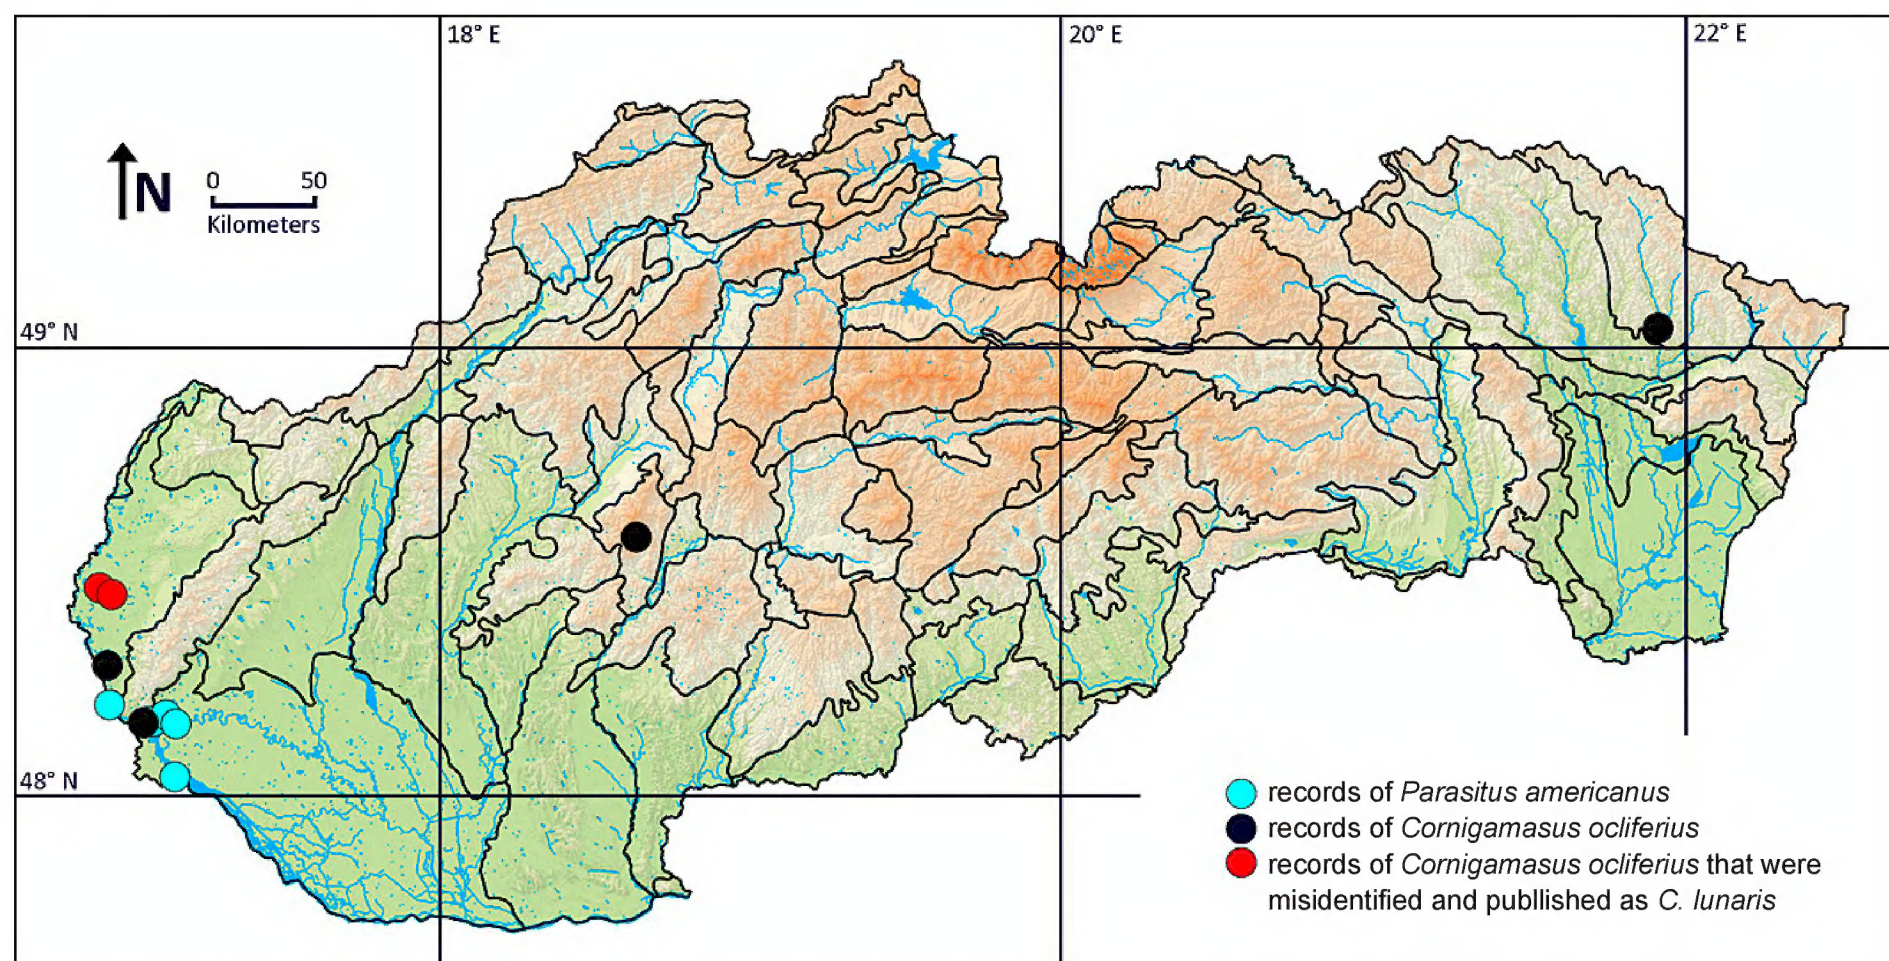 18° E
20° E
22° E
N
0 50
Kilometers
49° N
48° N
records of Parasitus americanus
records of Cornigamasus ocliferius
records of Cornigamasus ocliferius that were
misidentified and publlished as C. lunaris